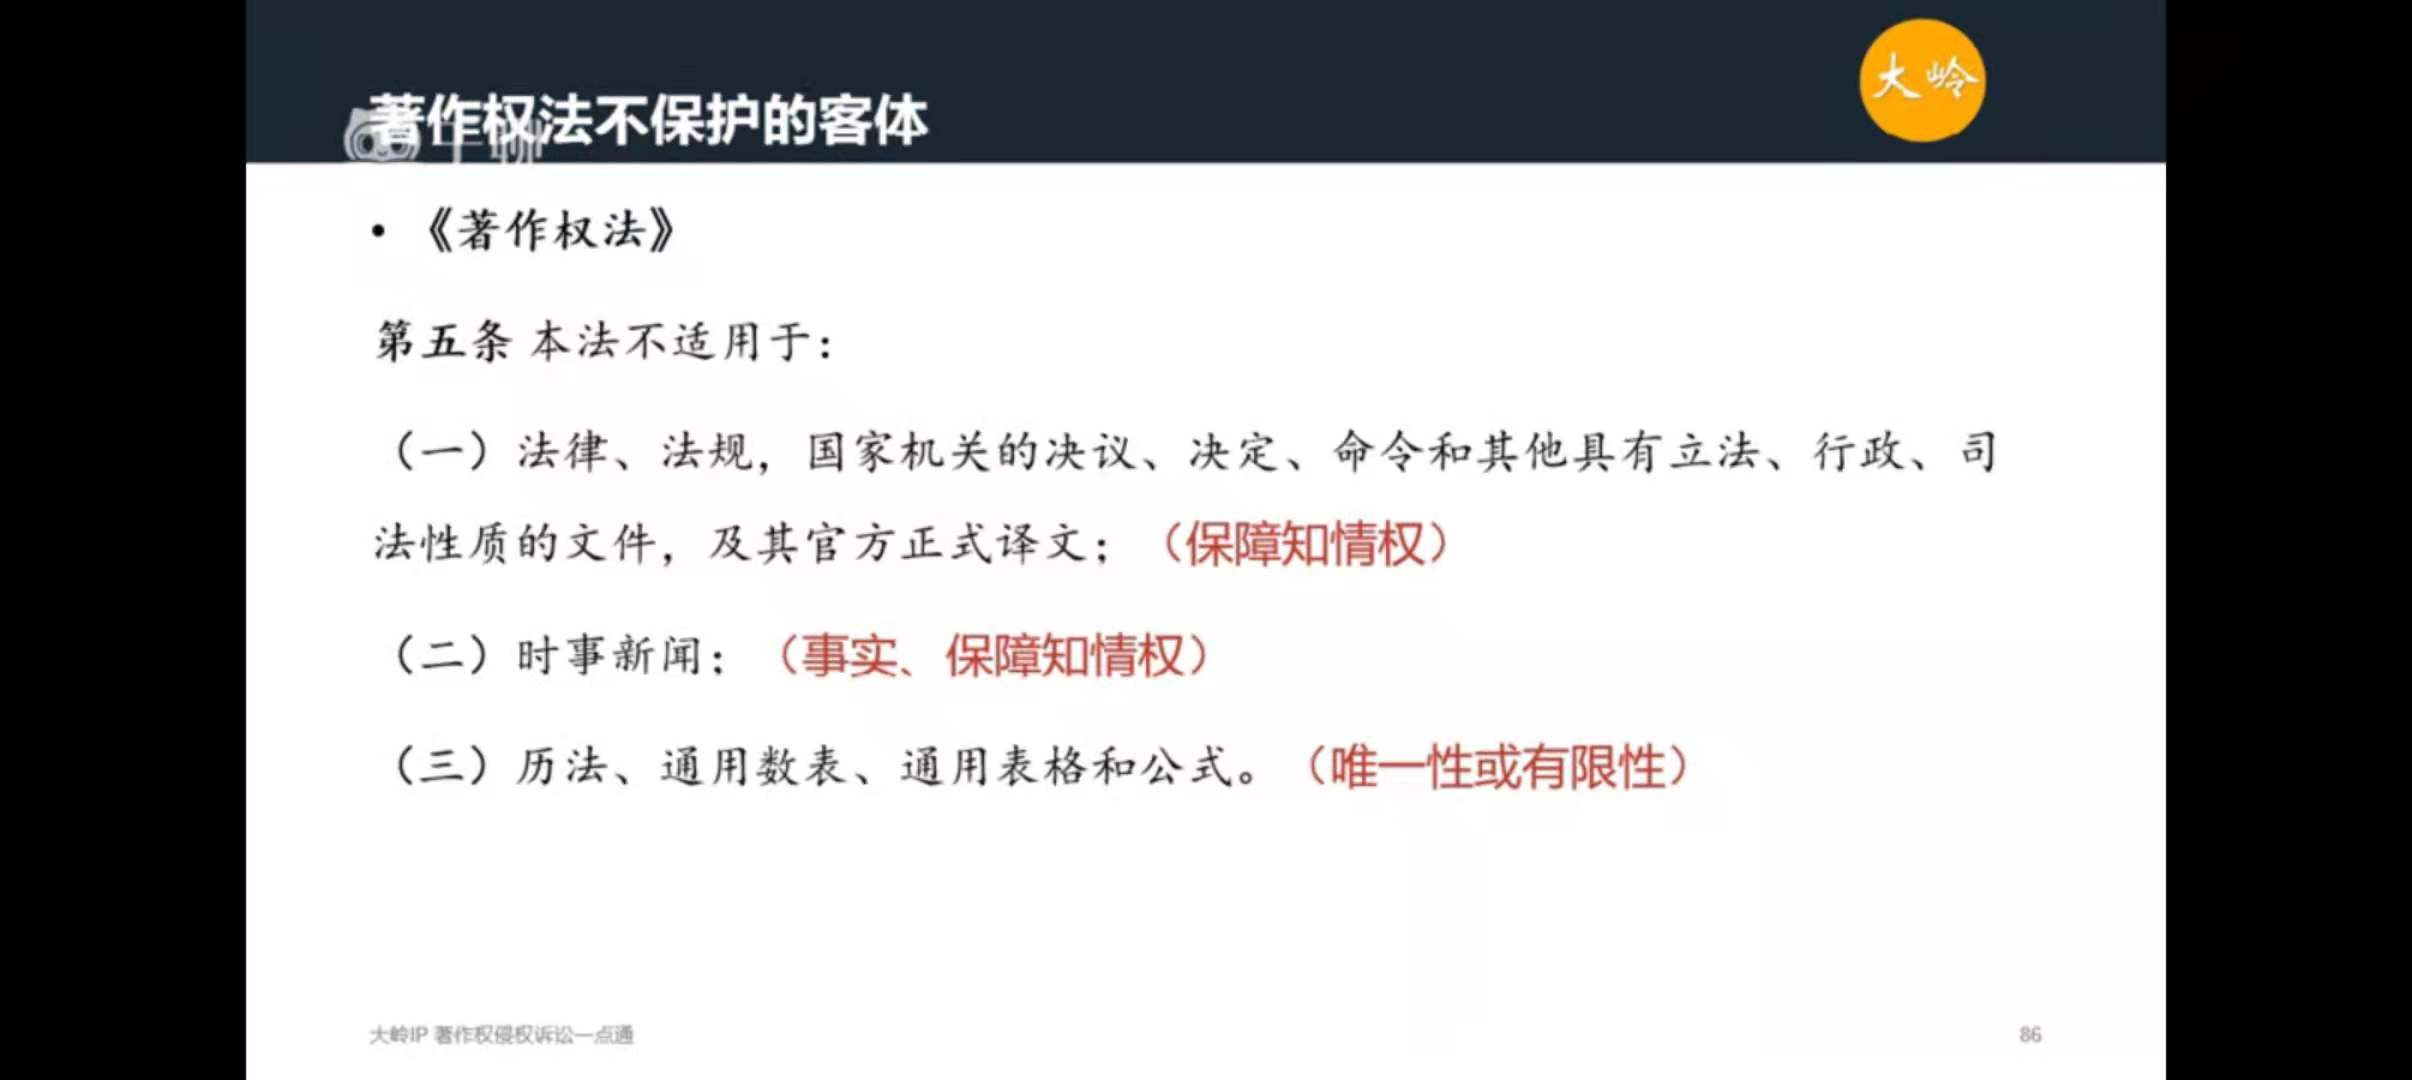 大岭
著作权法不保护的客体
千聊
• 《著作权法》
第五条 本法不适用于：
（一）法律、法规，国家机关的决议、决定、命令和其他具有立法、行政、司
法性质的文件，及其官方正式译文；（保障知情权）
（二）时事新闻；（事实、保障知情权）
（三）历法、通用数表、通用表格和公式。（唯一性或有限性）
大岭IP 著作权侵权诉讼一点通
86